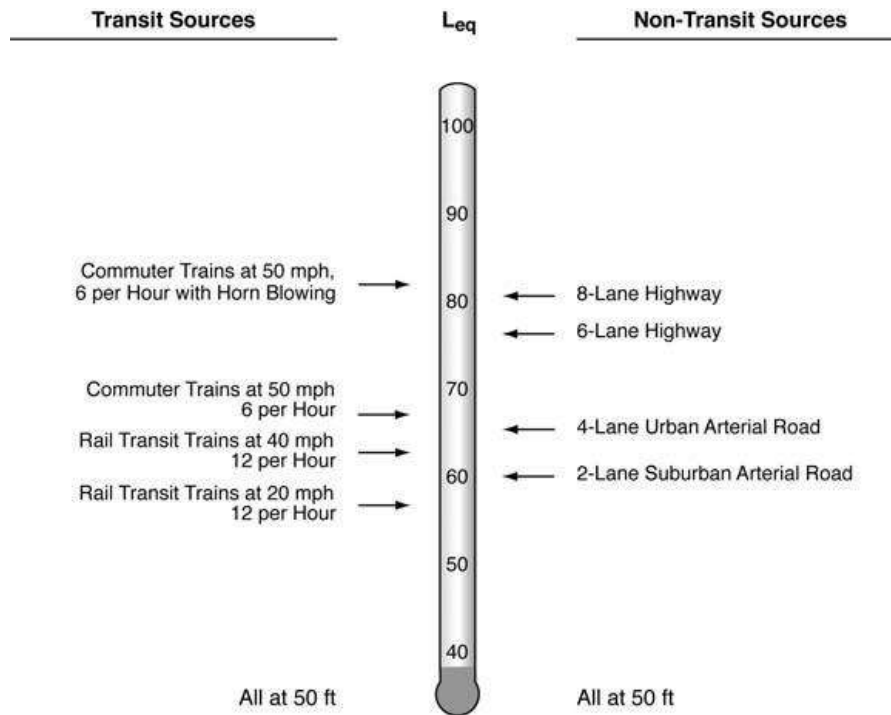 Transit Sources
Leq
Non-Transit Sources
100
90
Commuter Trains at 50 mph,
6 per Hour with Horn Blowing
80
8-Lane Highway
6-Lane Highway
70
Commuter Trains at 50 mph
6 per Hour
4-Lane Urban Arterial Road
Rail Transit Trains at 40 mph
12 per Hour
60
2-Lane Suburban Arterial Road
Rail Transit Trains at 20 mph
12 per Hour
50
40
All at 50 ft
All at 50 ft